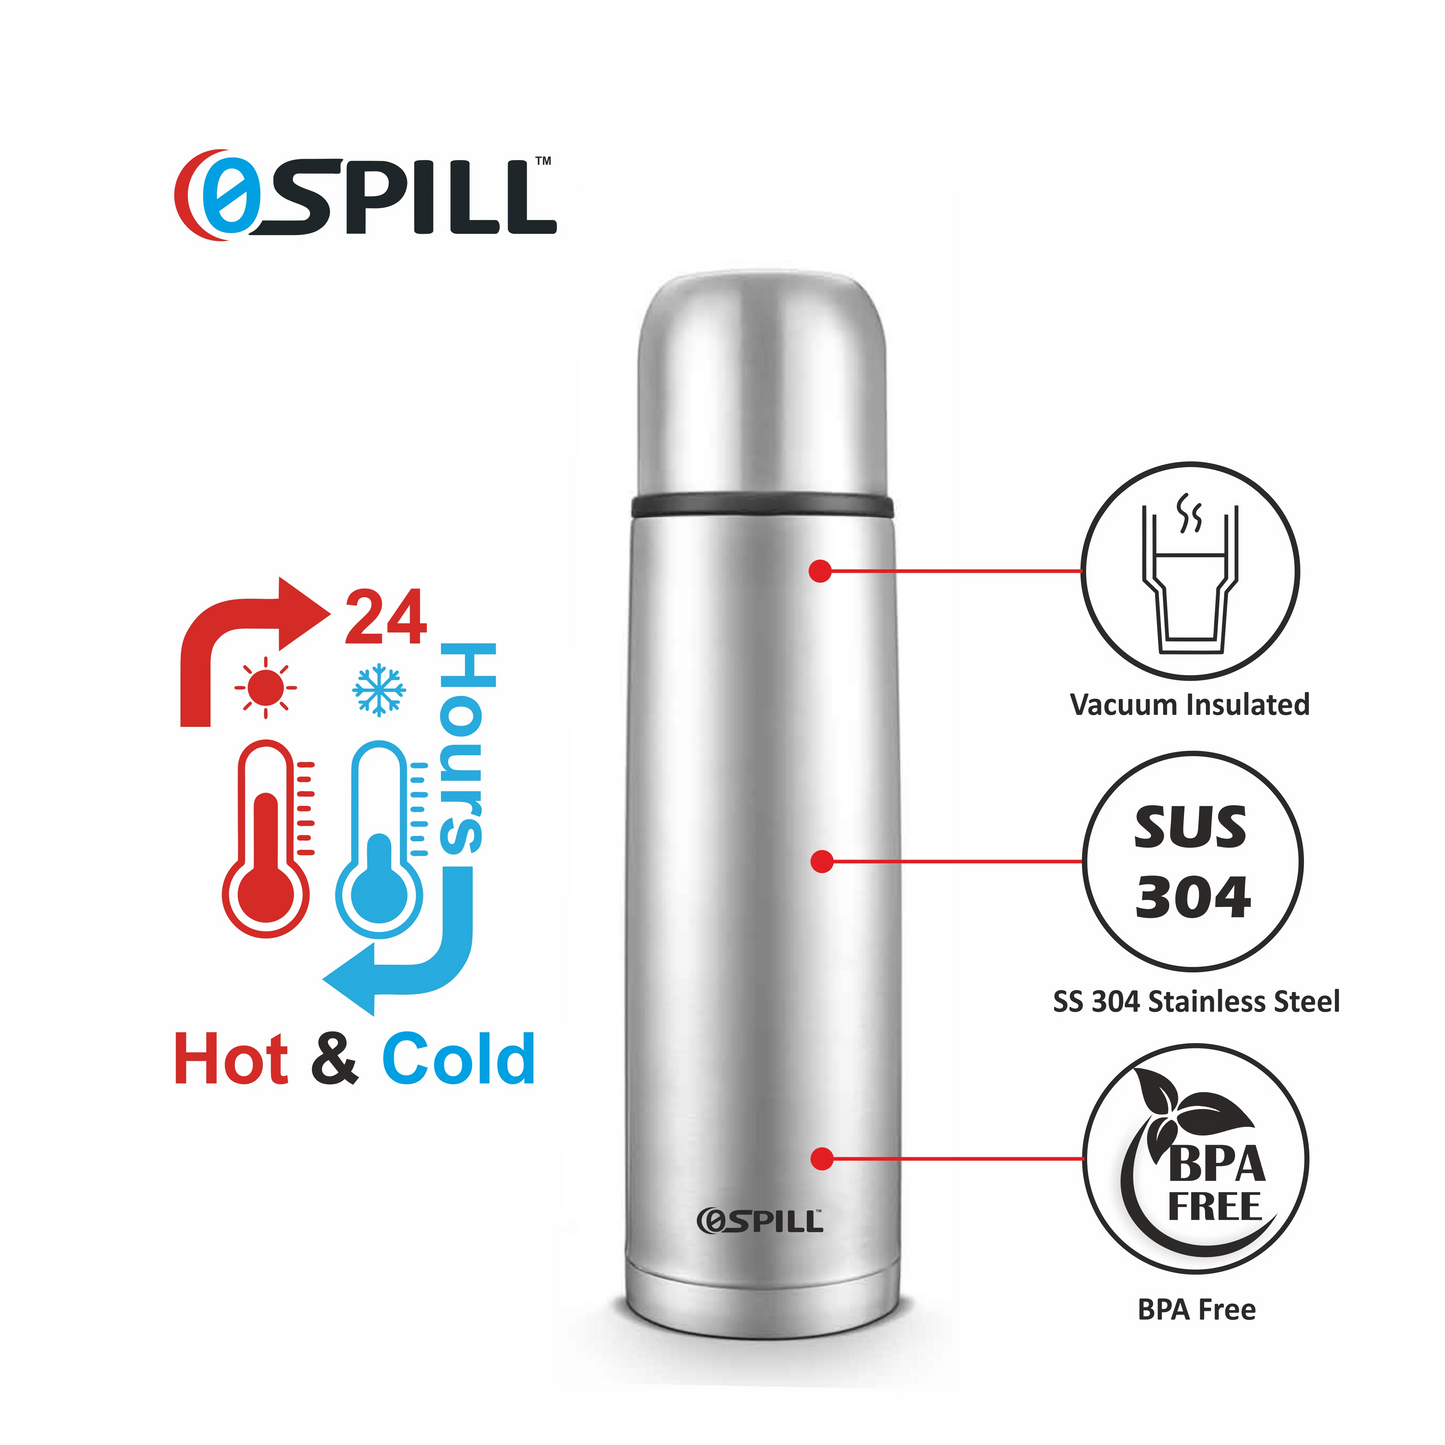 0SPILL™
24
Hours
Hot & Cold
Vacuum Insulated
SUS
304
SS 304 Stainless Steel
BPA
FREE
BPA Free
0SPILL™